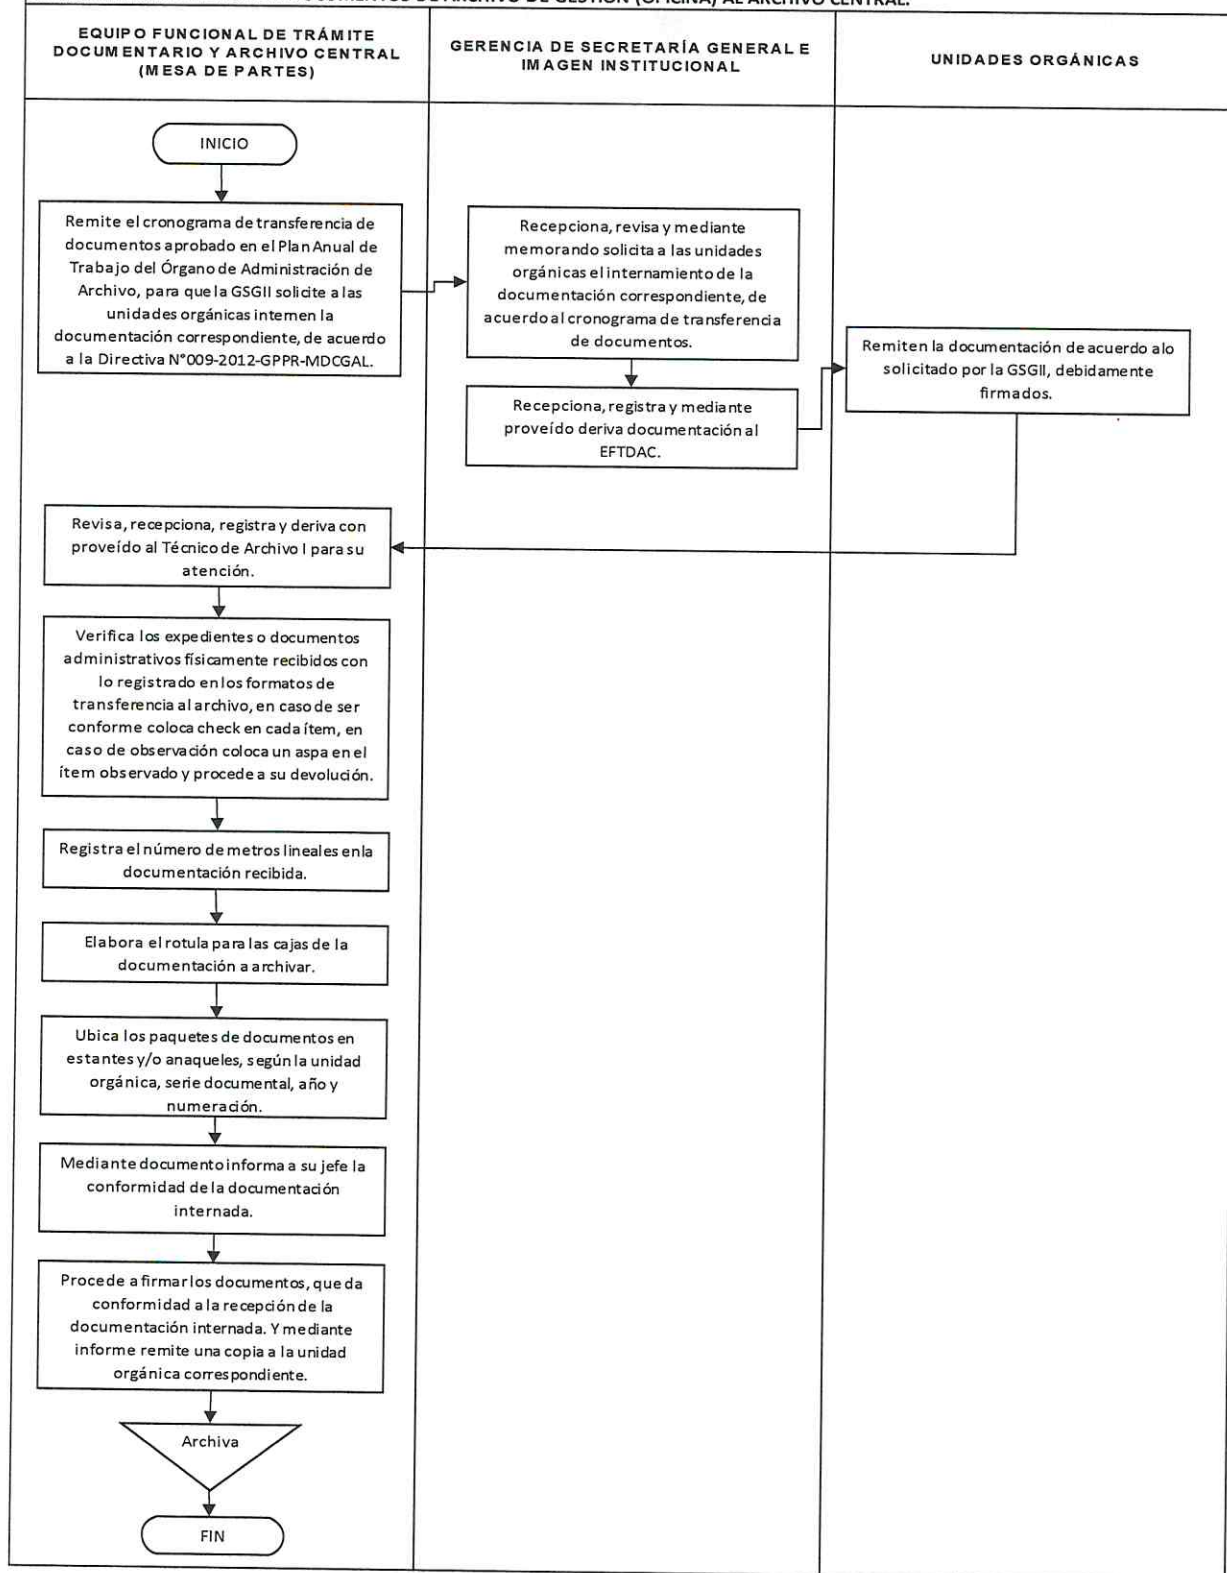 AL ARCHIVO CENTRAL.
EQUIPO FUNCIONAL DE TRÁMITE
DOCUMENTARIO Y ARCHIVO CENTRAL
(MESA DE PARTES)
GERENCIA DE SECRETARÍA GENERAL E
IMAGEN INSTITUCIONAL
UNIDADES ORGÁNICAS
INICIO
Remite el cronograma de transferencia de
documentos aprobado en el Plan Anual de
Trabajo del Órgano de Administración de
Archivo, para que la GSGII solicite a las
unidades orgánicas internen la
documentación correspondiente, de acuerdo
a la Directiva N°009-2012-GPPR-MDCGAL.
Recepciona, revisa y mediante
memorando solicita a las unidades
orgánicas el internamiento de la
documentación correspondiente, de
acuerdo al cronograma de transferencia
de documentos.
Recepciona, registra y mediante
proveído deriva documentación al
EFTDAC.
Remiten la documentación de acuerdo alo
solicitado por la GSGII, debidamente
firmados.
Revisa, recepciona, registra y deriva con
proveído al Técnico de Archivo I para su
atención.
Verifica los expedientes o documentos
administrativos físicamente recibidos con
lo registrado en los formatos de
transferencia al archivo, en caso de ser
conforme coloca check en cada ítem, en
caso de observación coloca un aspa en el
ítem observado y procede a su devolución.
Registra el número de metros lineales enla
documentación recibida.
Elabora el rotula para las cajas de la
documentación a archivar.
Ubica los paquetes de documentos en
estantes y/o anaqueles, según la unidad
orgánica, serie documental, año y
numeración.
Mediante documento informa a su jefe la
conformidad de la documentación
internada.
Procede a firmar los documentos, que da
conformidad a la recepción de la
documentación internada. Y mediante
informe remite una copia a la unidad
orgánica correspondiente.
Archiva
FIN